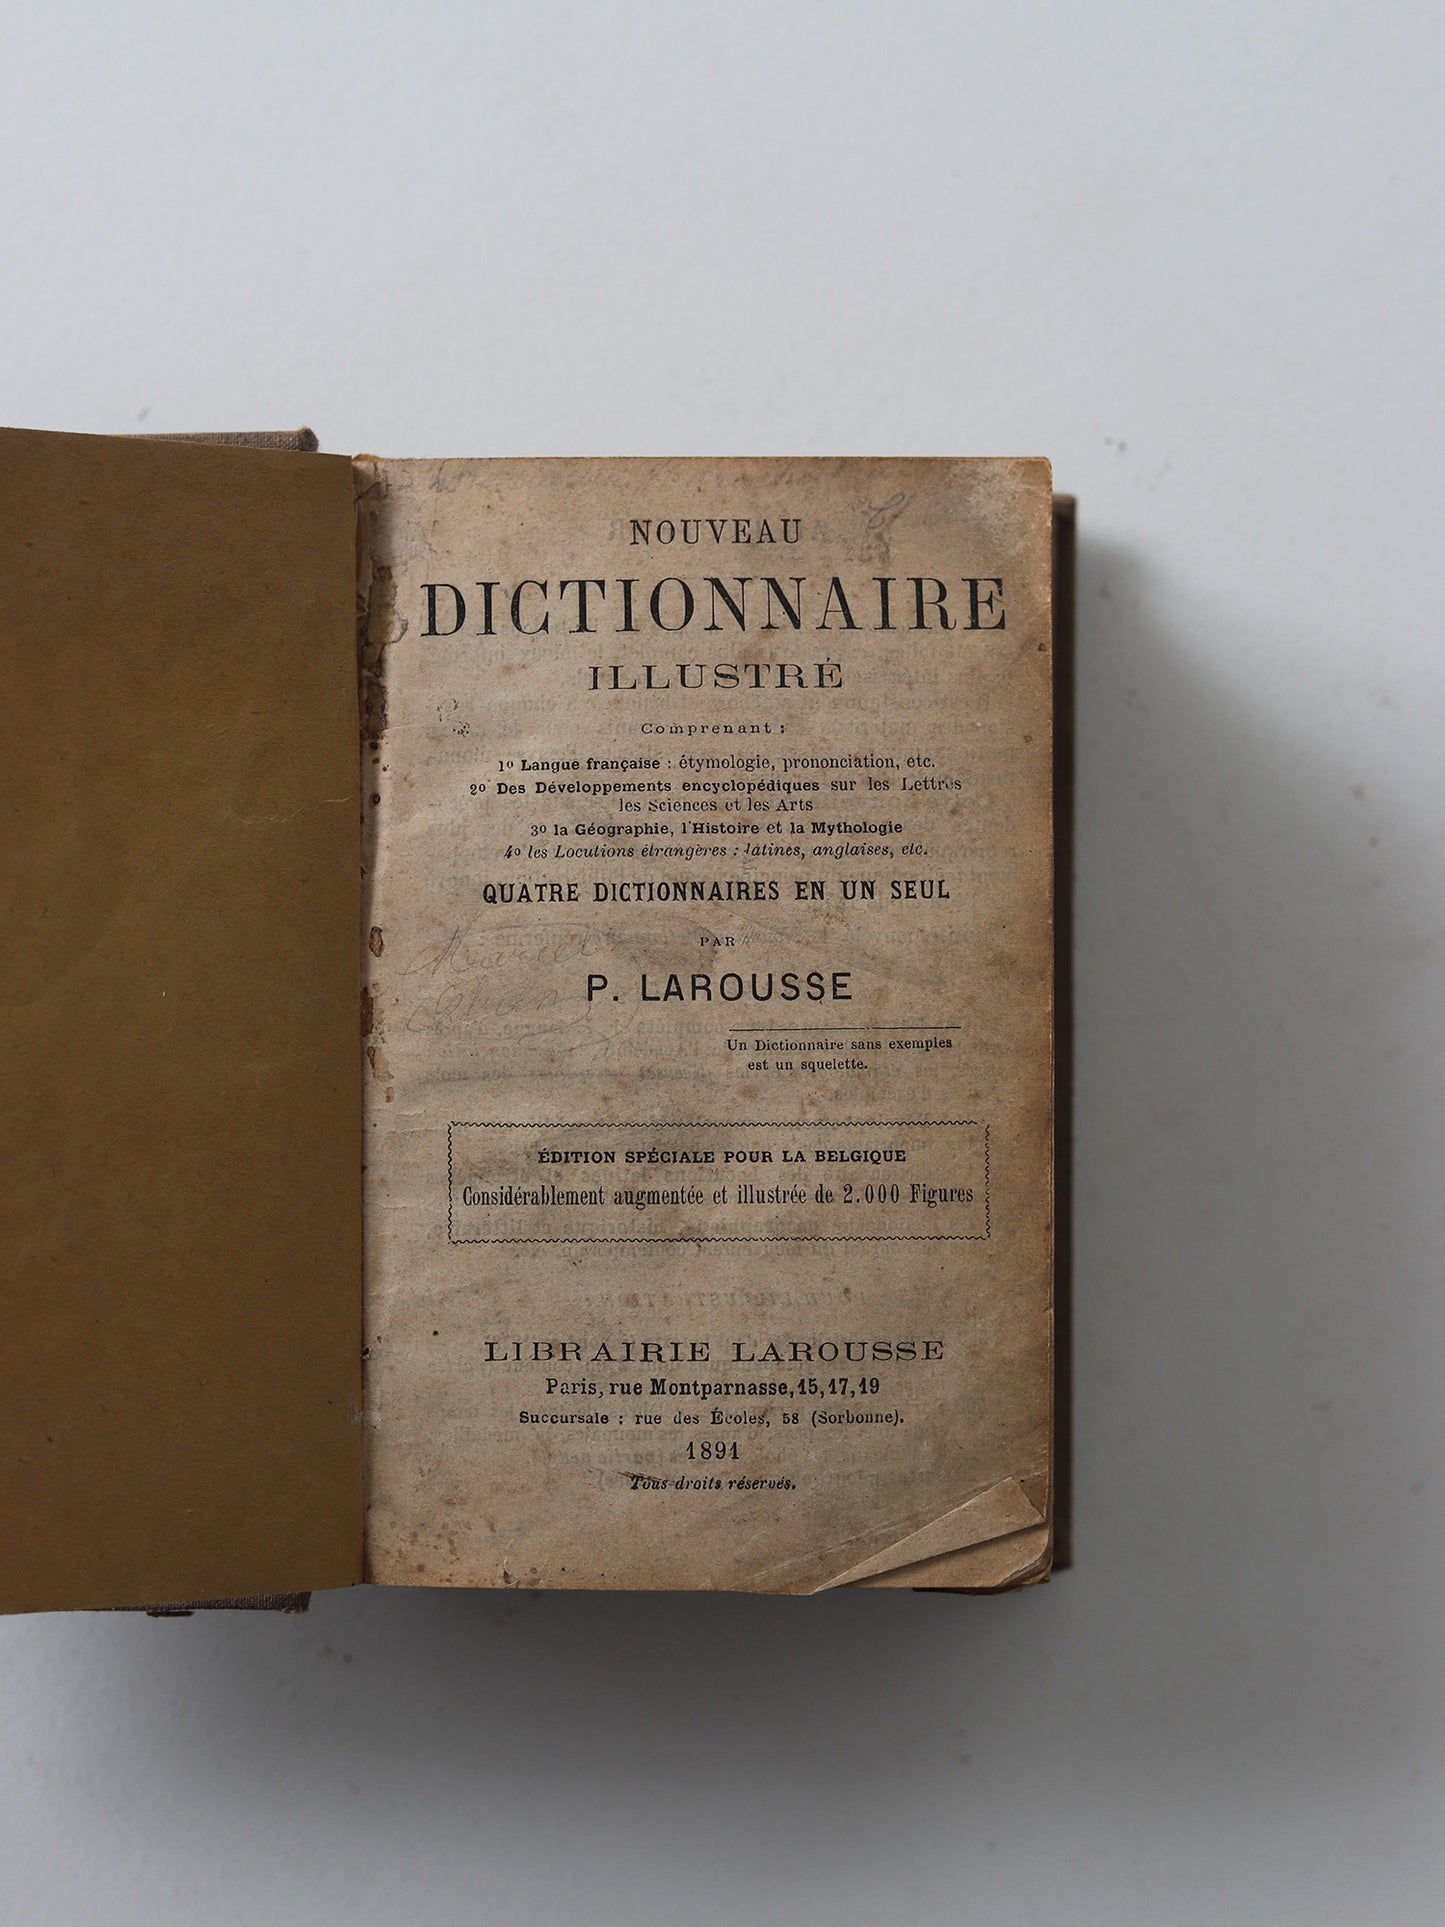 NOUVEAU
DICTIONNAIRE
ILLUSTRÉ
Comprenant :
1º Langue française : étymologie, prononciation, etc.
2º Des Développements encyclopédiques sur les Lettres
les Sciences et les Arts
3º la Géographie, l'Histoire et la Mythologie
4º les Locutions étrangères : latines, anglaises, etc.
QUATRE DICTIONNAIRES EN UN SEUL
PAR
P. LAROUSSE
Un Dictionnaire sans exemples
est un squelette.
ÉDITION SPÉCIALE POUR LA BELGIQUE
Considérablement augmentée et illustrée de 2.000 Figures
LIBRAIRIE LAROUSSE
Paris, rue Montparnasse, 15, 17, 19
Succursale : rue des Écoles, 58 (Sorbonne).
1891
Tous droits réservés.